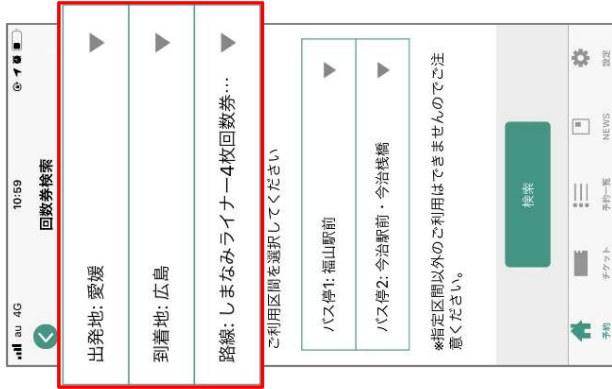 au 4G 10:59
回数券検索
出発地: 愛媛
到着地: 広島
路線: しまなみライナー4枚回数券…
ご利用区間を選択してください
バス停1: 福山駅前
バス停2: 今治駅前・今治桟橋
※指定区間以外のご利用はできませんのでご注
意ください。
検索
予約 チケット 予約一覧 NEWS 設定